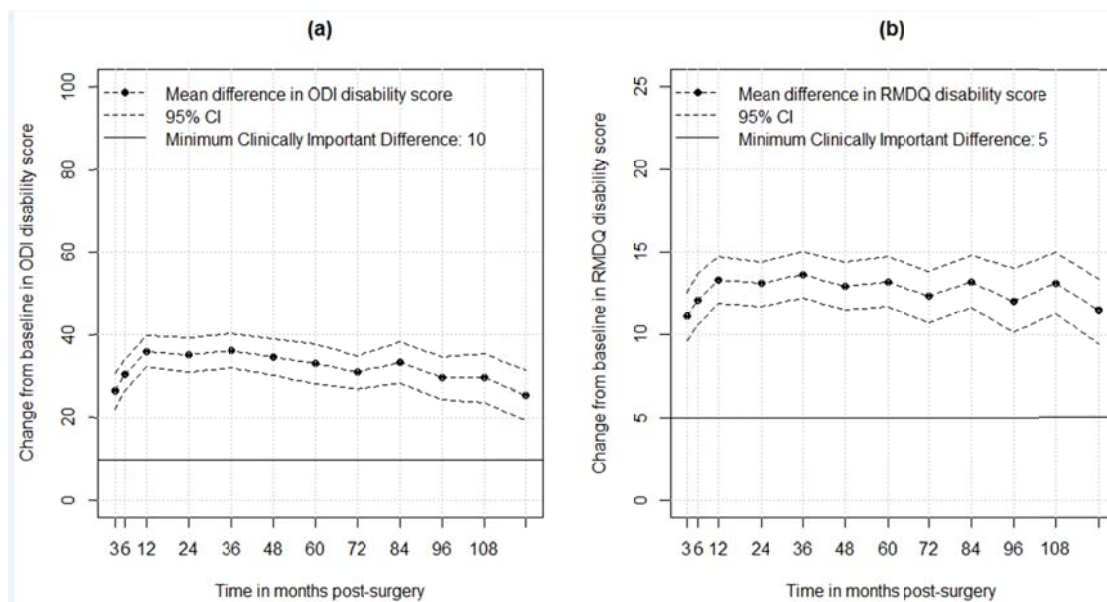 (a)
Mean difference in ODI disability score
95% CI
Minimum Clinically Important Difference: 10
Change from baseline in ODI disability score
100
80
60
40
20
0
3 6 12 24 36 48 60 72 84 96 108
Time in months post-surgery
(b)
Mean difference in RMDQ disability score
95% CI
Minimum Clinically Important Difference: 5
Change from baseline in RMDQ disability score
25
20
15
10
5
0
3 6 12 24 36 48 60 72 84 96 108
Time in months post-surgery